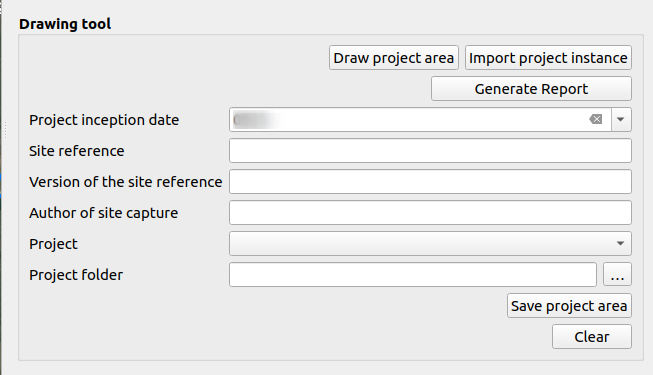 Drawing tool
Draw project area Import project instance
Generate Report
Project inception date
Site reference
Version of the site reference
Author of site capture
Project
Project folder ...
Save project area
Clear